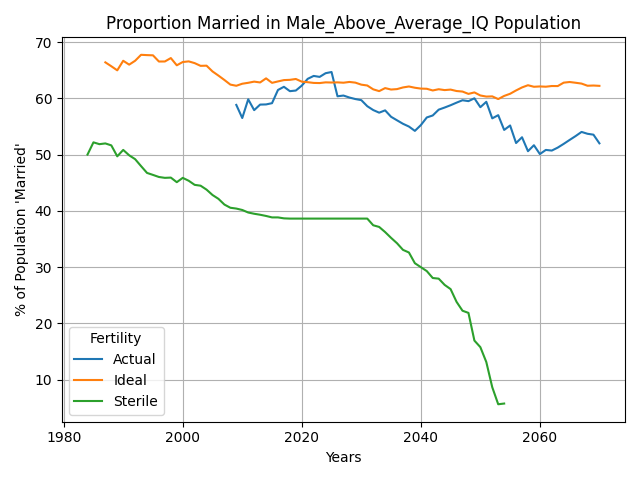 Proportion Married in Male_Above_Average_IQ Population
% of Population 'Married'
70
60
50
40
30
20
10
Fertility
Actual
Ideal
Sterile
1980 2000 2020 2040 2060
Years